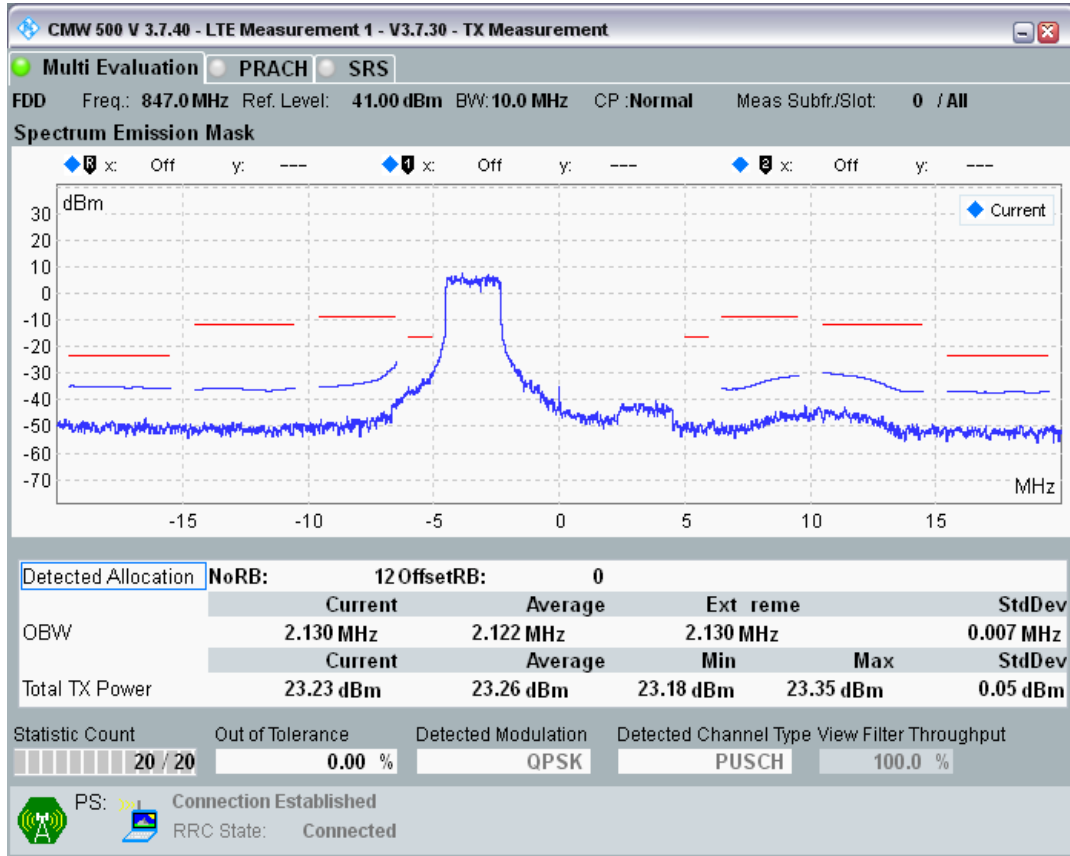 CMW 500 V 3.7.40 - LTE Measurement 1 - V3.7.30 - TX Measurement
Multi Evaluation PRACH SRS
FDD Freq.: 847.0 MHz Ref. Level: 41.00 dBm BW: 10.0 MHz CP :Normal Meas Subfr./Slot: 0 / All
Spectrum Emission Mask
R x: Off y: --- 1 x: Off y: --- 2 x: Off y: ---
dBm
Current
30
20
10
0
-10
-20
-30
-40
-50
-60
-70
MHz
-15 -10 -5 0 5 10 15
Detected Allocation NoRB: 12 OffsetRB: 0
Current Average Ext reme StdDev
OBW 2.130 MHz 2.122 MHz 2.130 MHz 0.007 MHz
Current Average Min Max StdDev
Total TX Power 23.23 dBm 23.26 dBm 23.18 dBm 23.35 dBm 0.05 dBm
Statistic Count Out of Tolerance Detected Modulation Detected Channel Type View Filter Throughput
20 / 20 0.00 % QPSK PUSCH 100.0 %
PS: Connection Established
RRC State: Connected